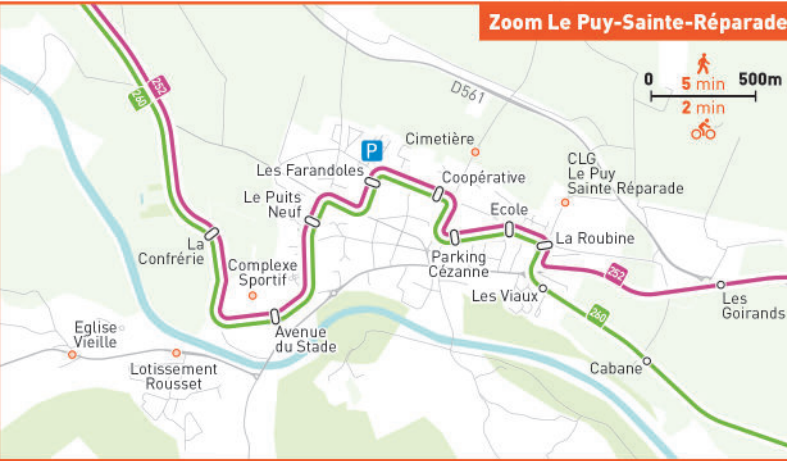 Zoom Le Puy-Sainte-Réparade
0 5 min 500m
2 min
252
260
D561
Cimetière
P
CLG
Le Puy
Sainte Réparade
Les Farandoles
Coopérative
Le Puits
Neuf
Ecole
La
Confrérie
La Roubine
Parking
Cézanne
Complexe
Sportif
252
Les Viaux
Les
Goirands
260
Avenue
du Stade
Eglise
Vieille
Lotissement
Rousset
Cabane